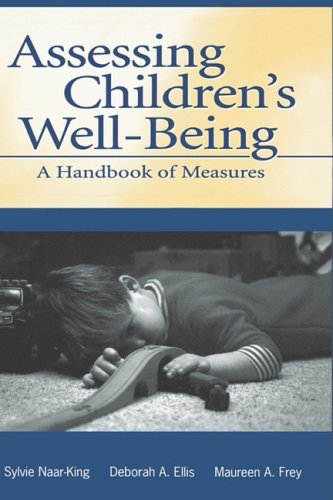 Assessing
Children's
Well-Being
A Handbook of Measures
Sylvie Naar-King Deborah A. Ellis Maureen A. Frey